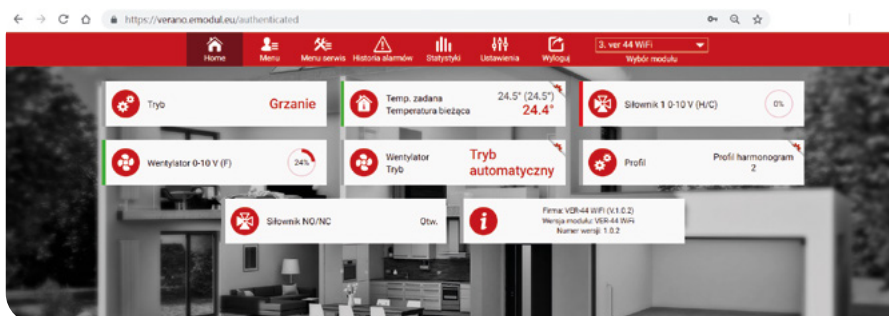 https://verano.emodul.eu/authenticated
Home
Menu
Menu serwis
Historia alarmów
Statystyki
Ustawienia
Wyloguj
3. ver 44 WiFi
Wybór modułu
Tryb
Grzanie
Temp. zadana
24.5° (24.5°)
Temperatura bieżąca
24.4°
Siłownik 1 0-10 V (H/C)
0%
Wentylator 0-10 V (F)
24%
Wentylator
Tryb
Tryb
automatyczny
Profil
Profil harmonogram
2
Siłownik NO/NC
Otw.
Firma: VER-44 WiFi (V.1.0.2)
Wersja modułu: VER-44 WiFi
Numer wersji: 1.0.2